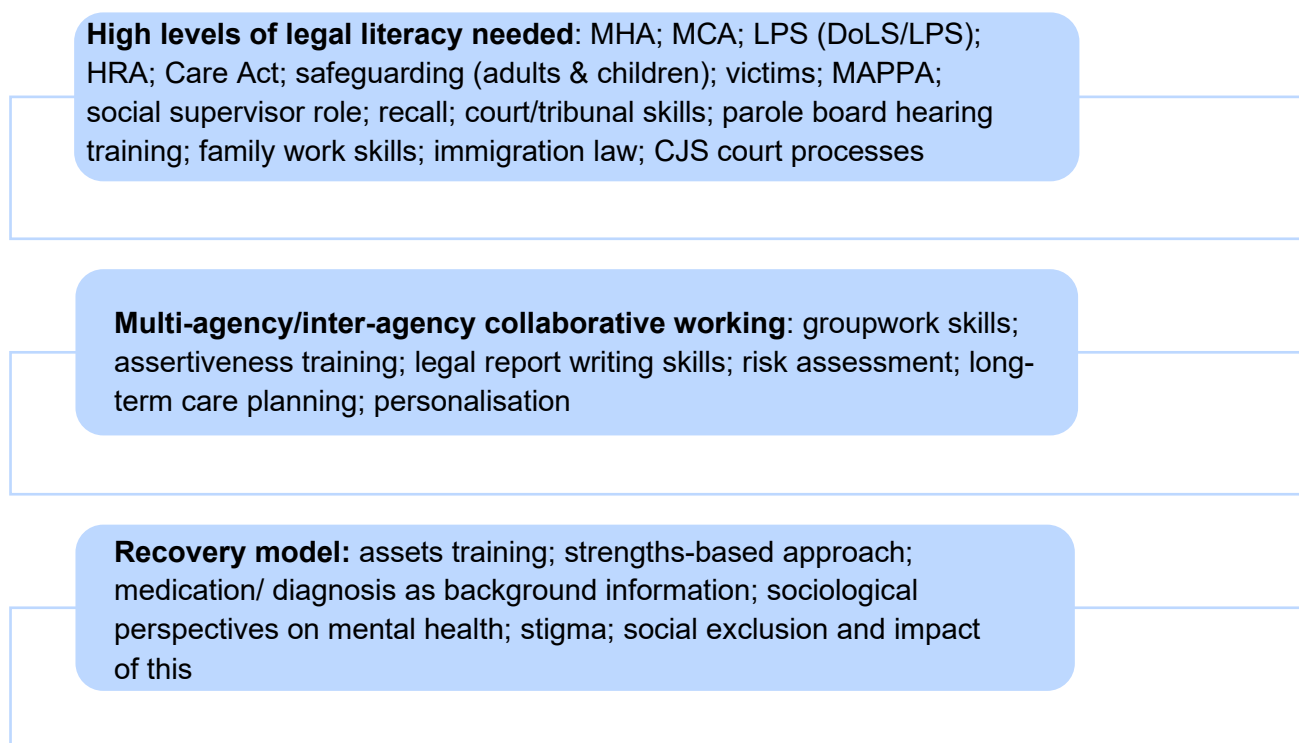 High levels of legal literacy needed: MHA; MCA; LPS (DoLS/LPS);
HRA; Care Act; safeguarding (adults & children); victims; MAPPA;
social supervisor role; recall; court/tribunal skills; parole board hearing
training; family work skills; immigration law; CJS court processes
Multi-agency/inter-agency collaborative working: groupwork skills;
assertiveness training; legal report writing skills; risk assessment; long-
term care planning; personalisation
Recovery model: assets training; strengths-based approach;
medication/ diagnosis as background information; sociological
perspectives on mental health; stigma; social exclusion and impact
of this